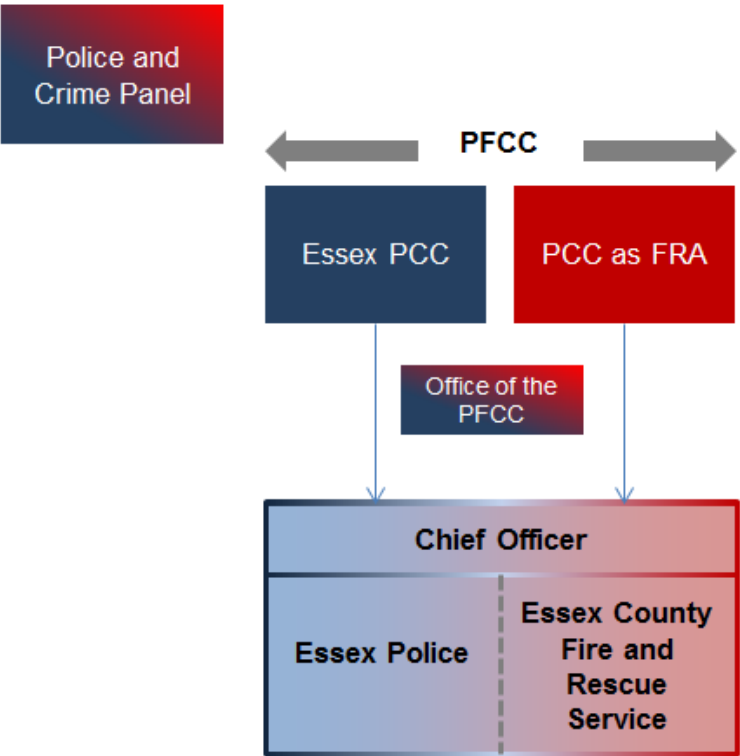 Police and
Crime Panel
PFCC
Essex PCC
PCC as FRA
Office of the
PFCC
Chief Officer
Essex Police
Essex County
Fire and
Rescue
Service